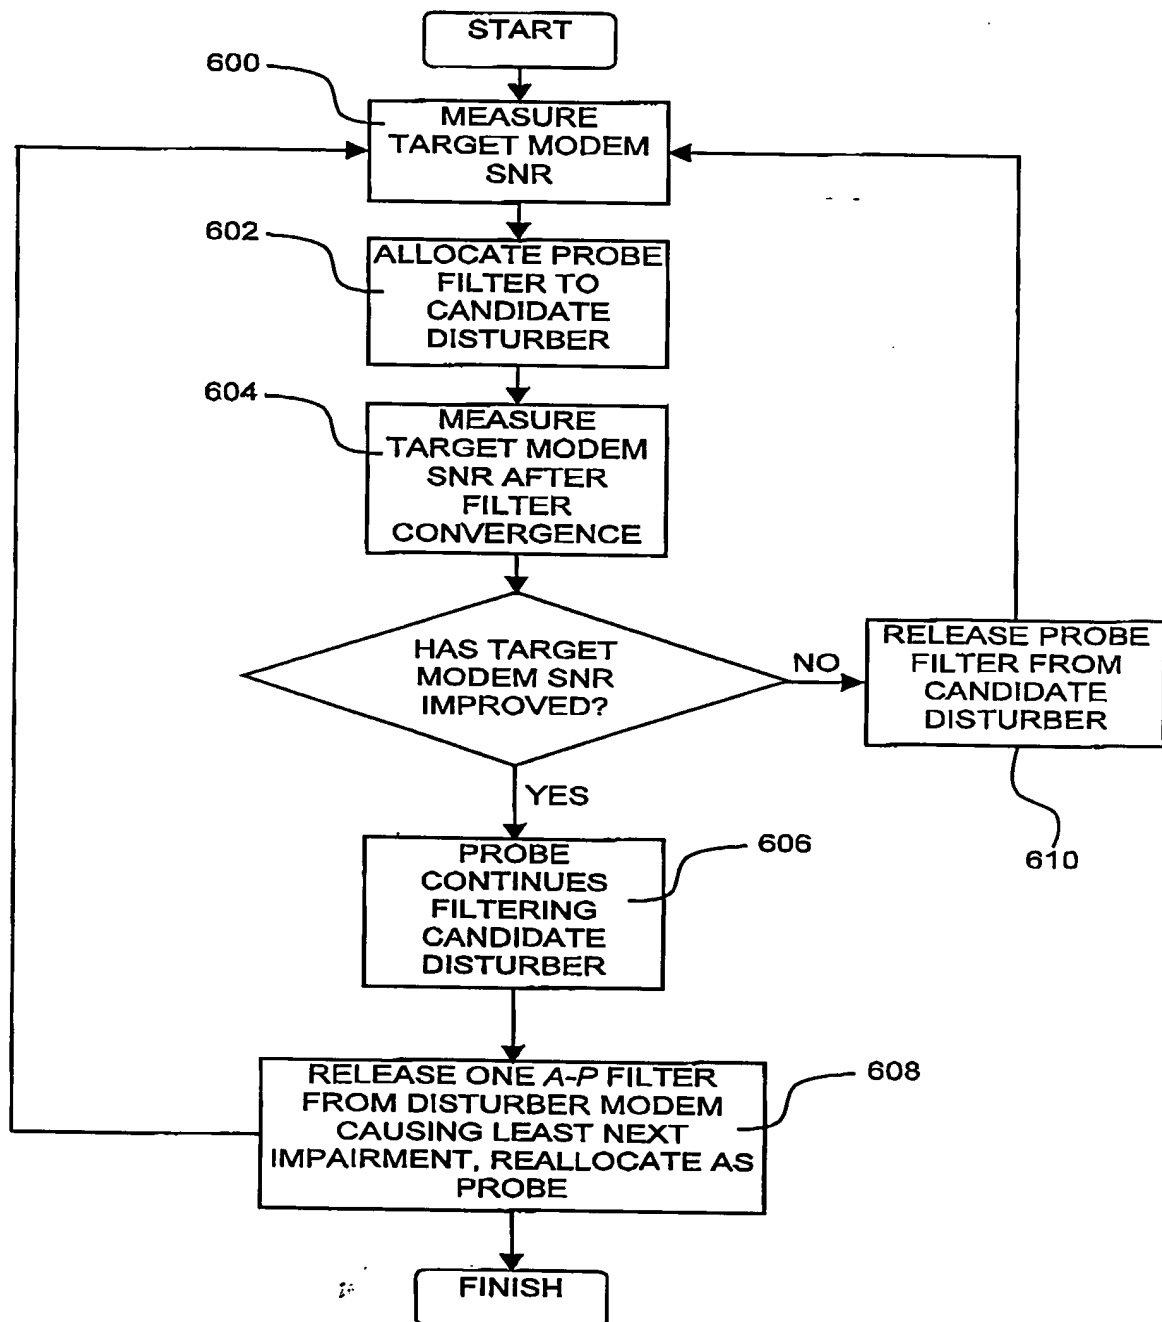 START
600
MEASURE
TARGET MODEM
SNR
602
ALLOCATE PROBE
FILTER TO
CANDIDATE
DISTURBER
604
MEASURE
TARGET MODEM
SNR AFTER
FILTER
CONVERGENCE
HAS TARGET
MODEM SNR
IMPROVED?
NO
RELEASE PROBE
FILTER FROM
CANDIDATE
DISTURBER
610
YES
PROBE
CONTINUES
FILTERING
CANDIDATE
DISTURBER
606
RELEASE ONE A-P FILTER
FROM DISTURBER MODEM
CAUSING LEAST NEXT
IMPAIRMENT, REALLOCATE AS
PROBE
608
FINISH